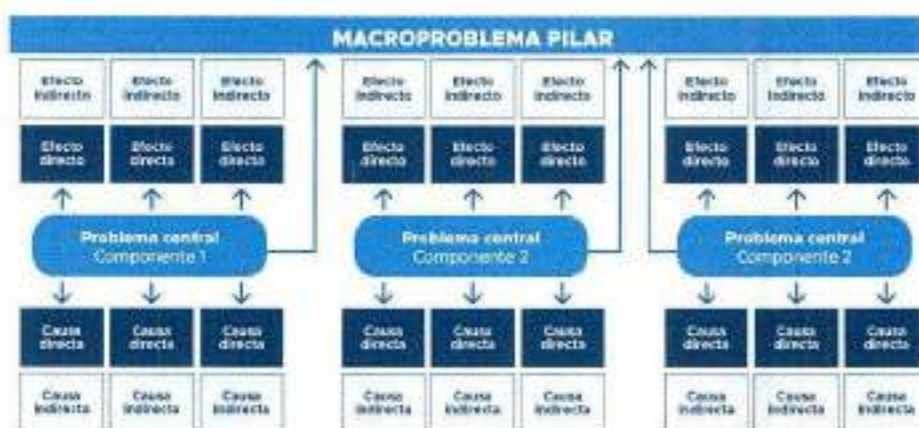 MACROPROBLEMA PILAR
Efecto indirecto
Efecto indirecto
Efecto indirecto
Efecto indirecto
Efecto indirecto
Efecto indirecto
Efecto indirecto
Efecto indirecto
Efecto indirecto
Efecto directo
Efecto directa
Efecto directo
Efecto directo
Efecto directo
Efecto directo
Efecto directo
Efecto directo
Efecto directo
Problema central
Componente 1
Problema central
Componente 3
Problema central
Componente 2
Causa directa
Causa directa
Causa directa
Causa directa
Causa directa
Causa directa
Causa directa
Causa directa
Causa directa
Causa indirecta
Causa indirecta
Causa indirecta
Causa indirecta
Causa indirecta
Causa indirecta
Causa indirecta
Causa indirecta
Causa indirecta